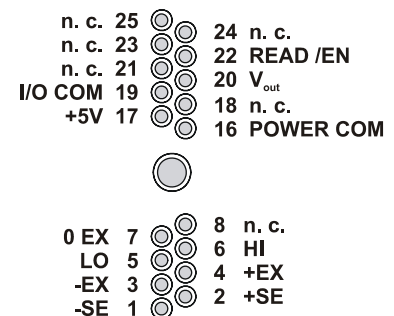 n. c. 25
24 n. c.
n. c. 23
22 READ /EN
n. c. 21
20 Vout
I/O COM 19
18 n. c.
+5V 17
16 POWER COM
8 n. c.
0 EX 7
6 HI
LO 5
4 +EX
-EX 3
2 +SE
-SE 1